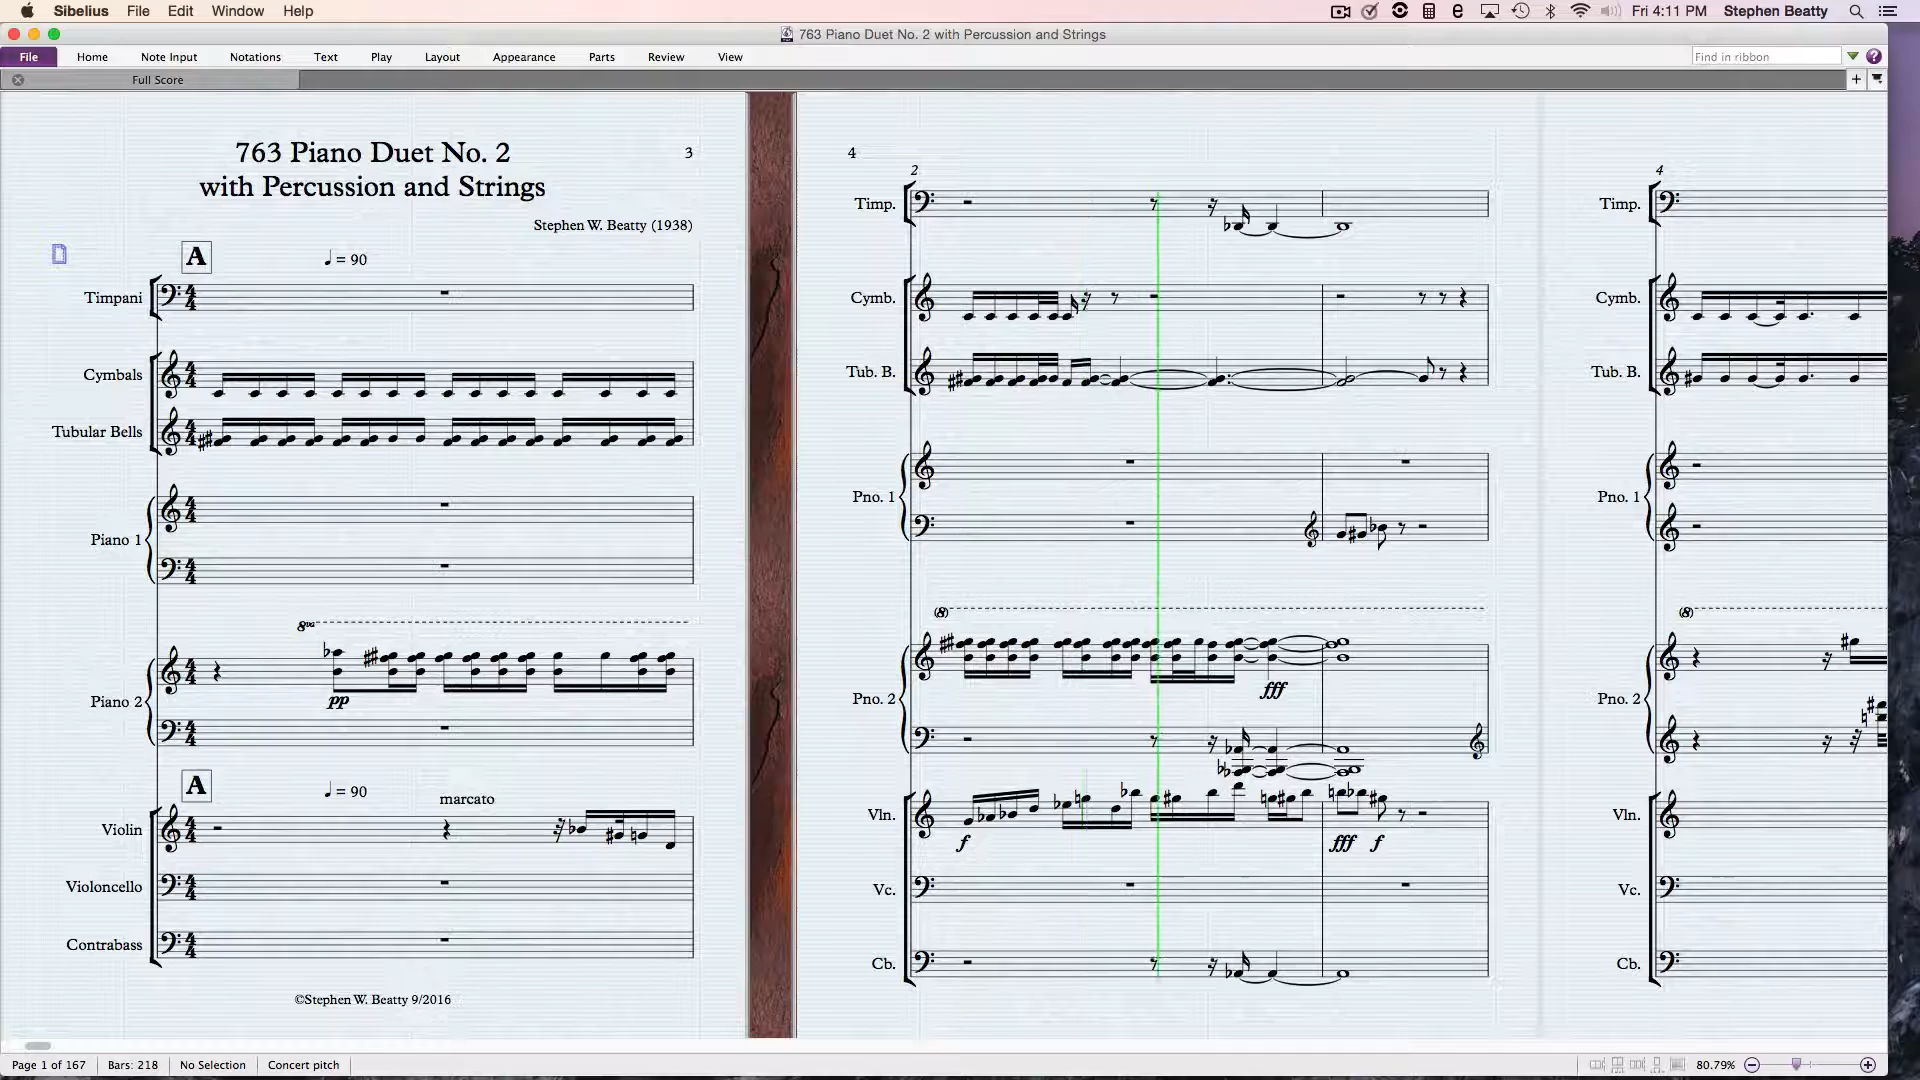 Sibelius File Edit Window Help Fri 4:11 PM Stephen Beatty
763 Piano Duet No. 2 with Percussion and Strings
File Home Note Input Notations Text Play Layout Appearance Parts Review View Find in ribbon
Full Score
763 Piano Duet No. 2
with Percussion and Strings
3
Stephen W. Beatty (1938)
A
♩ = 90
Timpani
Cymbals
Tubular Bells
Piano 1
8va
pp
Piano 2
A
♩ = 90
marcato
Violin
Violoncello
Contrabass
©Stephen W. Beatty 9/2016
4
2
Timp.
Cymb.
Tub. B.
Pno. 1
(8)
fff
Pno. 2
Vln.
f fff f
Vc.
Cb.
4
Timp.
Cymb.
Tub. B.
Pno. 1
(8)
Pno. 2
Vln.
Vc.
Cb.
Page 1 of 167 Bars: 218 No Selection Concert pitch 80.79%